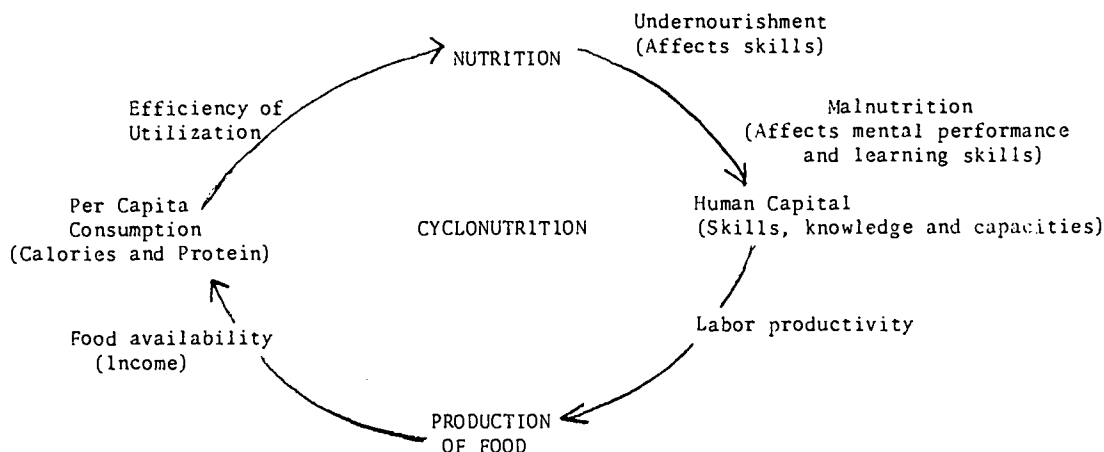 Undernourishment
(Affects skills)
NUTRITION
Efficiency of
Utilization
Malnutrition
(Affects mental performance
and learning skills)
Per Capita
Consumption
(Calories and Protein)
CYCLONUTRITION
Human Capital
(Skills, knowledge and capacities)
Food availability
(Income)
Labor productivity
PRODUCTION
OF FOOD